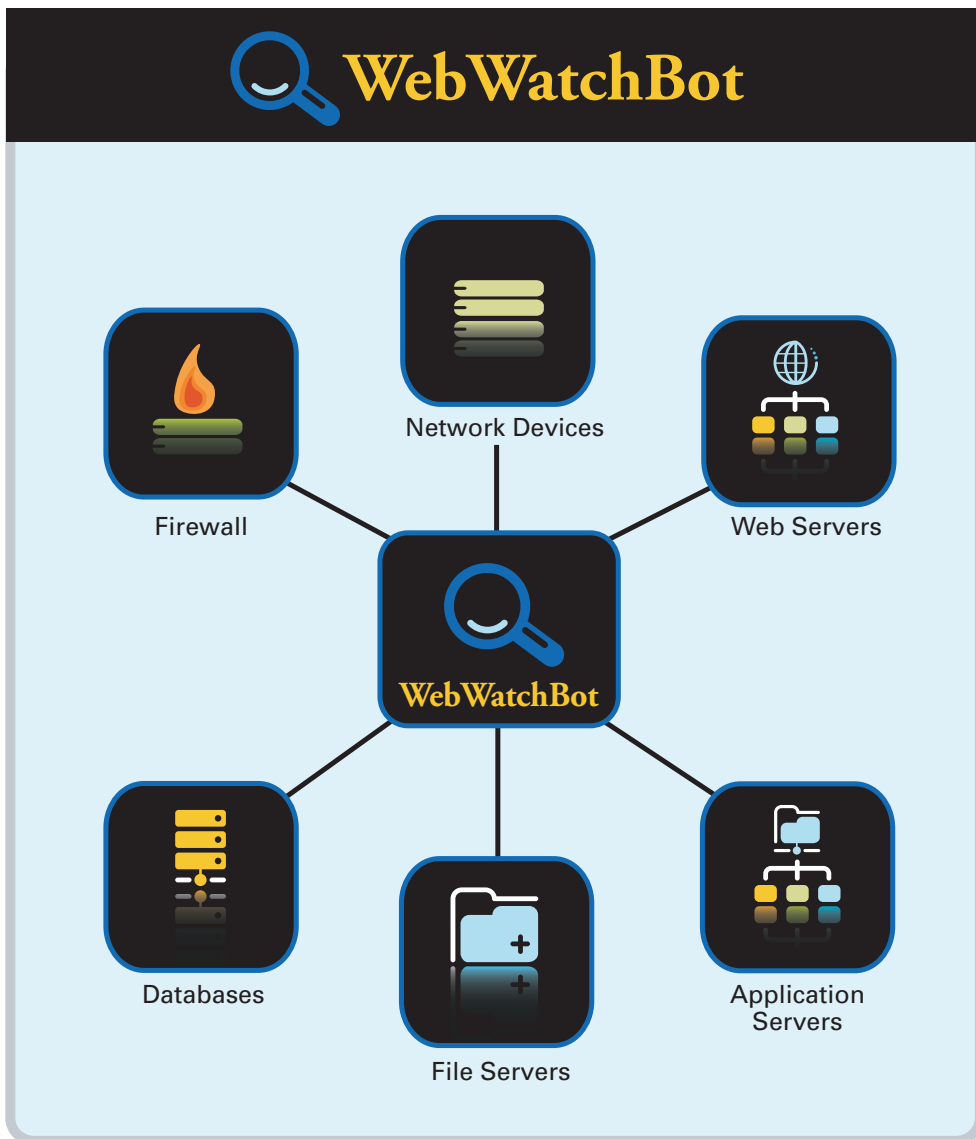 WebWatchBot
Network Devices
Firewall
Web Servers
WebWatchBot
Databases
Application
Servers
File Servers